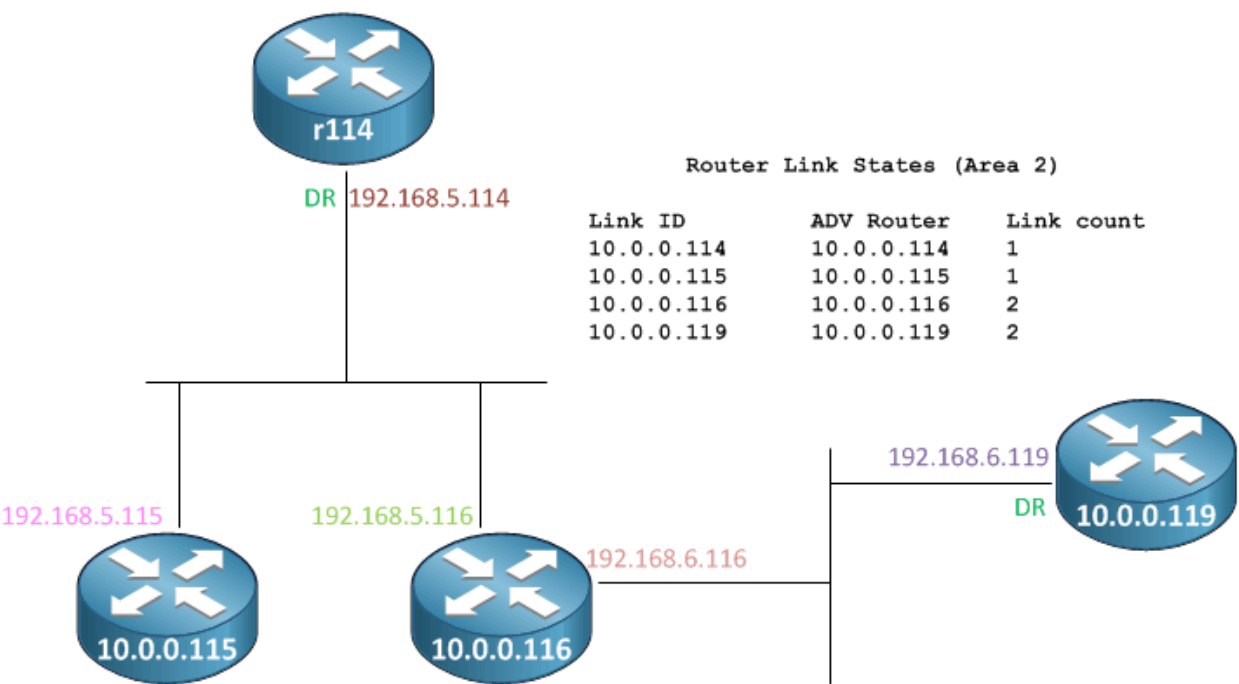 r114
DR 192.168.5.114
Router Link States (Area 2)
Link ID ADV Router Link count
10.0.0.114 10.0.0.114 1
10.0.0.115 10.0.0.115 1
10.0.0.116 10.0.0.116 2
10.0.0.119 10.0.0.119 2
192.168.6.119
DR
10.0.0.119
192.168.5.115
192.168.5.116
192.168.6.116
10.0.0.115
10.0.0.116